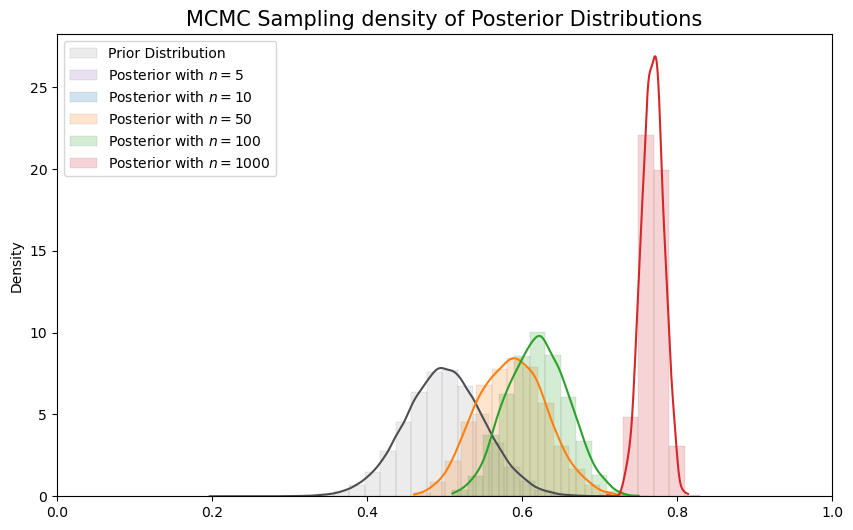 MCMC Sampling density of Posterior Distributions
Prior Distribution
Posterior with n = 5
Posterior with n = 10
Posterior with n = 50
Posterior with n = 100
Posterior with n = 1000
Density
25
20
15
10
5
0
0.0 0.2 0.4 0.6 0.8 1.0